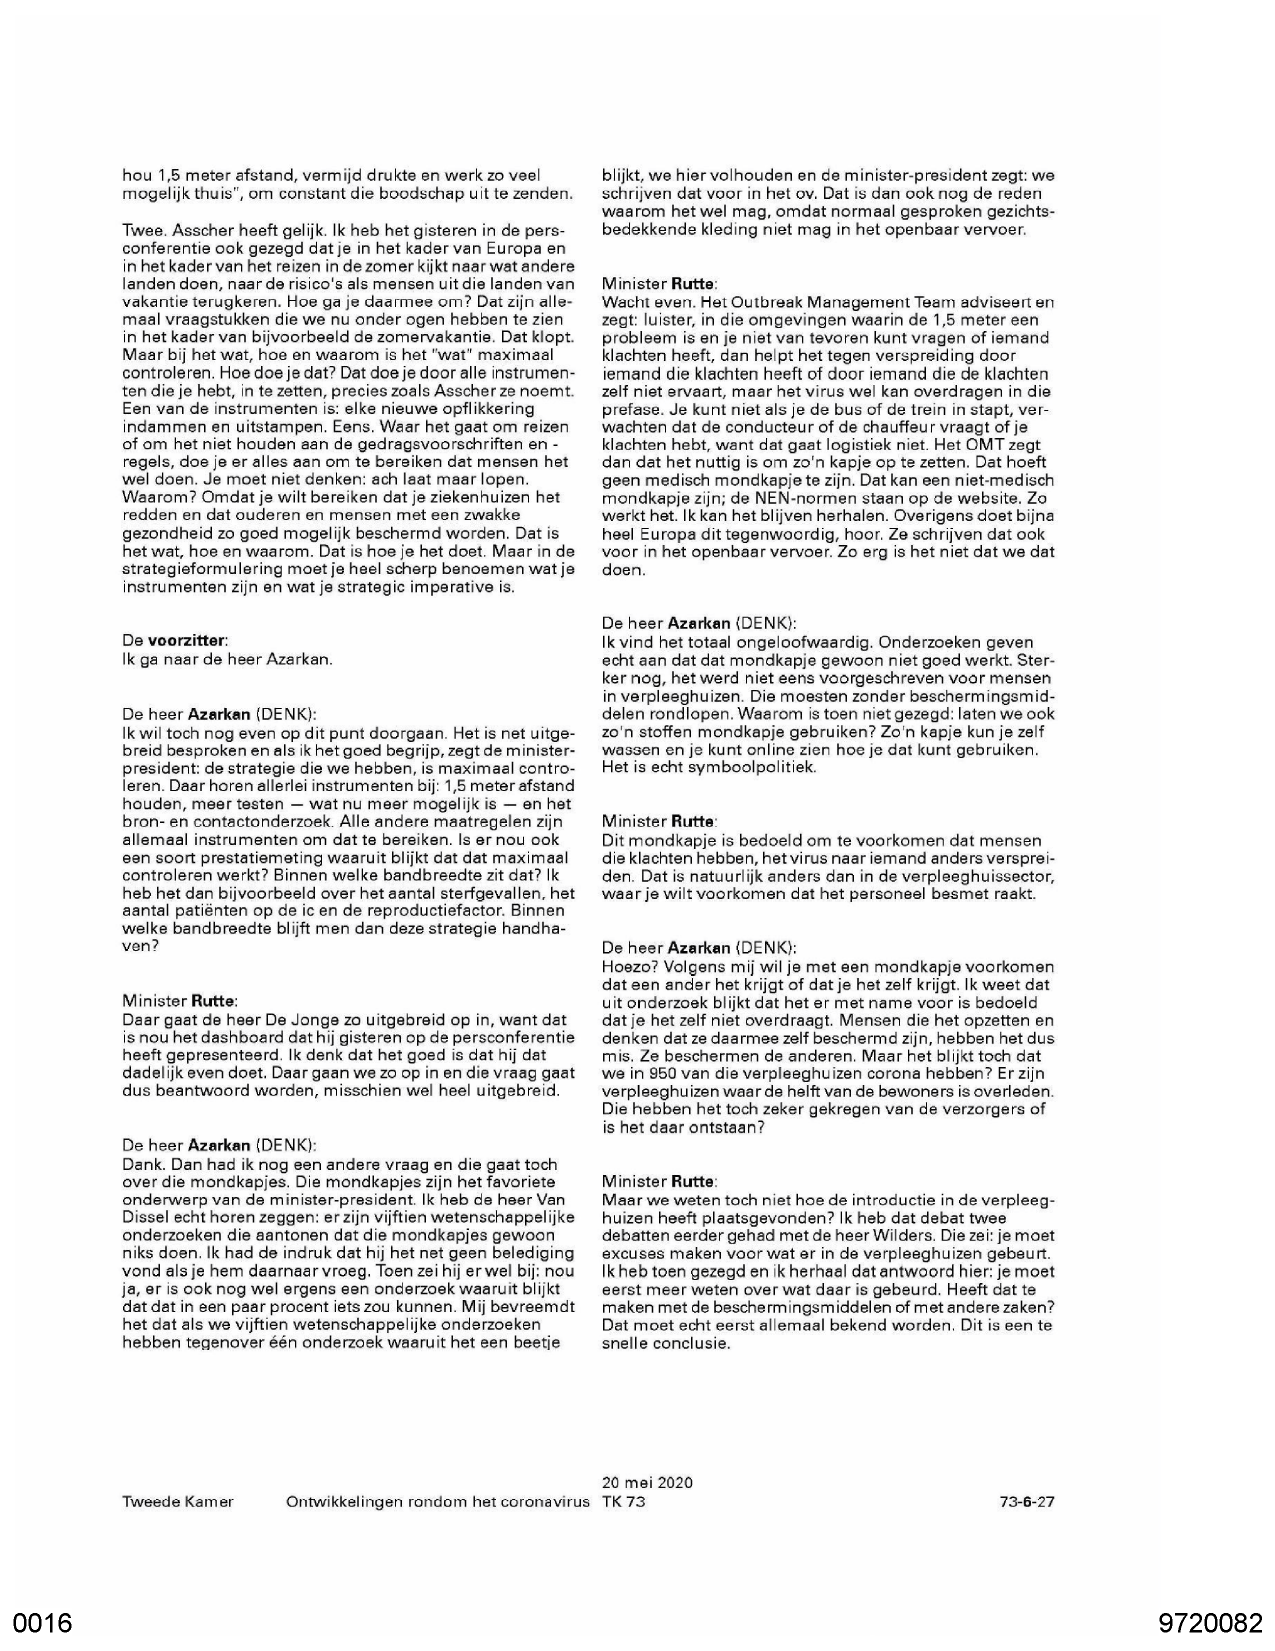 hou 1,5 meter afstand, vermijd drukte en werk zo veel
mogelijk thuis", om constant die boodschap uit te zenden.
Twee. Asscher heeft gelijk. Ik heb het gisteren in de pers-
conferentie ook gezegd dat je in het kader van Europa en
in het kader van het reizen in de zomer kijkt naar wat andere
landen doen, naar de risico's als mensen uit die landen van
vakantie terugkeren. Hoe ga je daarmee om? Dat zijn alle-
maal vraagstukken die we nu onder ogen hebben te zien
in het kader van bijvoorbeeld de zomervakantie. Dat klopt.
Maar bij het wat, hoe en waarom is het "wat" maximaal
controleren. Hoe doe je dat? Dat doe je door alle instrumen-
ten die je hebt, in te zetten, precies zoals Asscher ze noemt.
Een van de instrumenten is: elke nieuwe opflikkering
indammen en uitstampen. Eens. Waar het gaat om reizen
of om het niet houden aan de gedragsvoorschriften en -
regels, doe je er alles aan om te bereiken dat mensen het
wel doen. Je moet niet denken: ach laat maar lopen.
Waarom? Omdat je wilt bereiken dat je ziekenhuizen het
redden en dat ouderen en mensen met een zwakke
gezondheid zo goed mogelijk beschermd worden. Dat is
het wat, hoe en waarom. Dat is hoe je het doet. Maar in de
strategieformulering moet je heel scherp benoemen wat je
instrumenten zijn en wat je strategic imperative is.
De voorzitter:
Ik ga naar de heer Azarkan.
De heer Azarkan (DENK):
Ik wil toch nog even op dit punt doorgaan. Het is net uitge-
breid besproken en als ik het goed begrijp, zegt de minister-
president: de strategie die we hebben, is maximaal contro-
leren. Daar horen allerlei instrumenten bij: 1,5 meter afstand
houden, meer testen — wat nu meer mogelijk is — en het
bron- en contactonderzoek. Alle andere maatregelen zijn
allemaal instrumenten om dat te bereiken. Is er nou ook
een soort prestatiemeting waaruit blijkt dat dat maximaal
controleren werkt? Binnen welke bandbreedte zit dat? Ik
heb het dan bijvoorbeeld over het aantal sterfgevallen, het
aantal patiënten op de ic en de reproductiefactor. Binnen
welke bandbreedte blijft men dan deze strategie handha-
ven?
Minister Rutte:
Daar gaat de heer De Jonge zo uitgebreid op in, want dat
is nou het dashboard dat hij gisteren op de persconferentie
heeft gepresenteerd. Ik denk dat het goed is dat hij dat
dadelijk even doet. Daar gaan we zo op in en die vraag gaat
dus beantwoord worden, misschien wel heel uitgebreid.
De heer Azarkan (DENK):
Dank. Dan had ik nog een andere vraag en die gaat toch
over die mondkapjes. Die mondkapjes zijn het favoriete
onderwerp van de minister-president. Ik heb de heer Van
Dissel echt horen zeggen: er zijn vijftien wetenschappelijke
onderzoeken die aantonen dat die mondkapjes gewoon
niks doen. Ik had de indruk dat hij het net geen belediging
vond als je hem daarnaar vroeg. Toen zei hij er wel bij: nou
ja, er is ook nog wel ergens een onderzoek waaruit blijkt
dat dat in een paar procent iets zou kunnen. Mij bevreemdt
het dat als we vijftien wetenschappelijke onderzoeken
hebben tegenover één onderzoek waaruit het een beetje
blijkt, we hier volhouden en de minister-president zegt: we
schrijven dat voor in het ov. Dat is dan ook nog de reden
waarom het wel mag, omdat normaal gesproken gezichts-
bedekkende kleding niet mag in het openbaar vervoer.
Minister Rutte:
Wacht even. Het Outbreak Management Team adviseert en
zegt: luister, in die omgevingen waarin de 1,5 meter een
probleem is en je niet van tevoren kunt vragen of iemand
klachten heeft, dan helpt het tegen verspreiding door
iemand die klachten heeft of door iemand die de klachten
zelf niet ervaart, maar het virus wel kan overdragen in die
prefase. Je kunt niet als je de bus of de trein in stapt, ver-
wachten dat de conducteur of de chauffeur vraagt of je
klachten hebt, want dat gaat logistiek niet. Het OMT zegt
dan dat het nuttig is om zo'n kapje op te zetten. Dat hoeft
geen medisch mondkapje te zijn. Dat kan een niet-medisch
mondkapje zijn; de NEN-normen staan op de website. Zo
werkt het. Ik kan het blijven herhalen. Overigens doet bijna
heel Europa dit tegenwoordig, hoor. Ze schrijven dat ook
voor in het openbaar vervoer. Zo erg is het niet dat we dat
doen.
De heer Azarkan (DENK):
Ik vind het totaal ongeloofwaardig. Onderzoeken geven
echt aan dat dat mondkapje gewoon niet goed werkt. Ster-
ker nog, het werd niet eens voorgeschreven voor mensen
in verpleeghuizen. Die moesten zonder beschermingsmid-
delen rondlopen. Waarom is toen niet gezegd: laten we ook
zo'n stoffen mondkapje gebruiken? Zo'n kapje kun je zelf
wassen en je kunt online zien hoe je dat kunt gebruiken.
Het is echt symboolpolitiek.
Minister Rutte:
Dit mondkapje is bedoeld om te voorkomen dat mensen
die klachten hebben, het virus naar iemand anders versprei-
den. Dat is natuurlijk anders dan in de verpleeghuissector,
waar je wilt voorkomen dat het personeel besmet raakt.
De heer Azarkan (DENK):
Hoezo? Volgens mij wil je met een mondkapje voorkomen
dat een ander het krijgt of dat je het zelf krijgt. Ik weet dat
uit onderzoek blijkt dat het er met name voor is bedoeld
dat je het zelf niet overdraagt. Mensen die het opzetten en
denken dat ze daarmee zelf beschermd zijn, hebben het dus
mis. Ze beschermen de anderen. Maar het blijkt toch dat
we in 950 van die verpleeghuizen corona hebben? Er zijn
verpleeghuizen waar de helft van de bewoners is overleden.
Die hebben het toch zeker gekregen van de verzorgers of
is het daar ontstaan?
Minister Rutte:
Maar we weten toch niet hoe de introductie in de verpleeg-
huizen heeft plaatsgevonden? Ik heb dat debat twee
debatten eerder gehad met de heer Wilders. Die zei: je moet
excuses maken voor wat er in de verpleeghuizen gebeurt.
Ik heb toen gezegd en ik herhaal dat antwoord hier: je moet
eerst meer weten over wat daar is gebeurd. Heeft dat te
maken met de beschermingsmiddelen of met andere zaken?
Dat moet echt eerst allemaal bekend worden. Dit is een te
snelle conclusie.
20 mei 2020
Tweede Kamer Ontwikkelingen rondom het coronavirus TK 73 73-6-27
0016 9720082